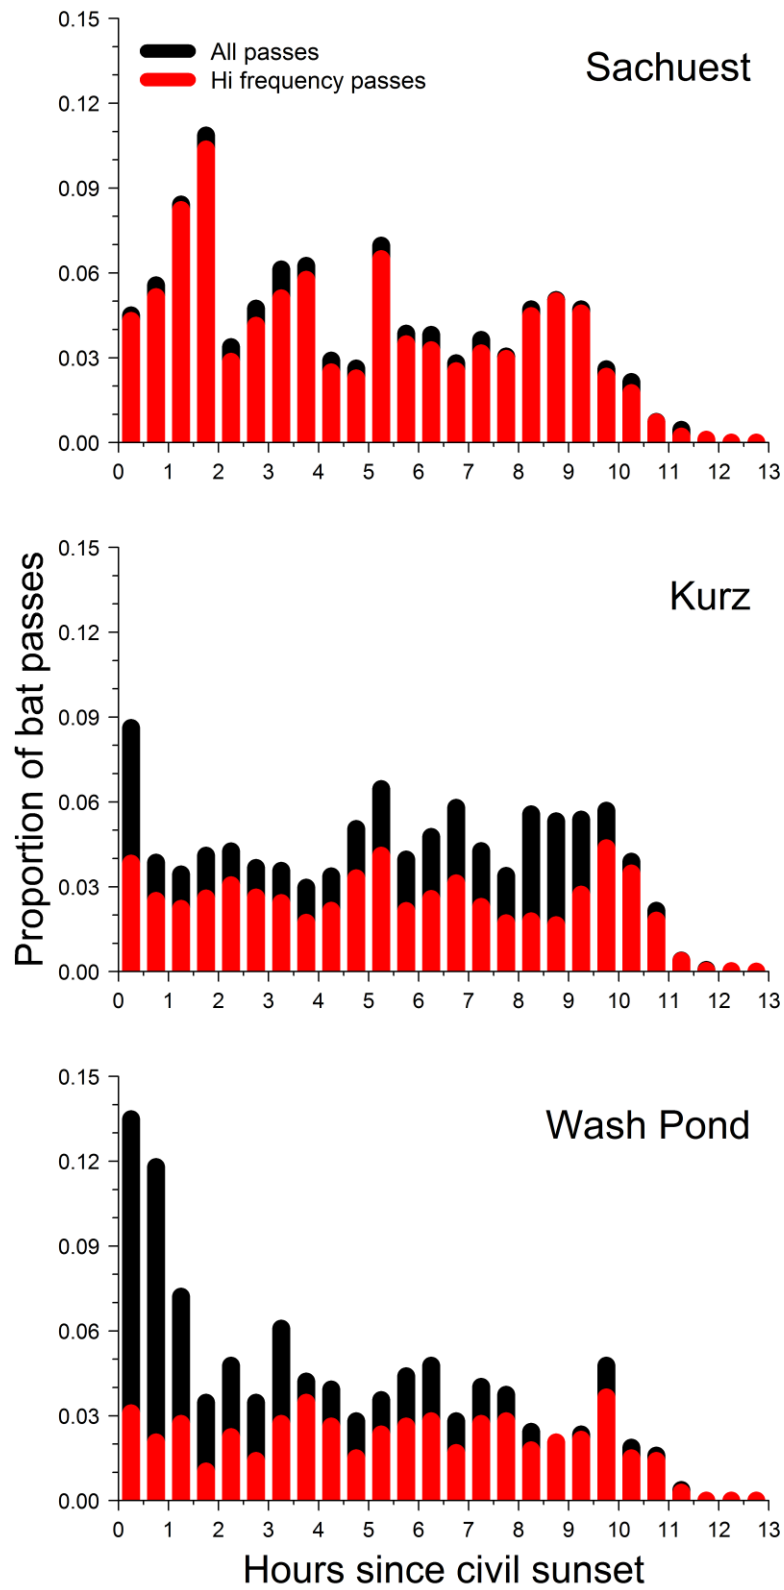 0.15
All passes
Hi frequency passes
Sachuest
0.12
0.09
0.06
0.03
0.00
0 1 2 3 4 5 6 7 8 9 10 11 12 13
Proportion of bat passes
0.15
Kurz
0.12
0.09
0.06
0.03
0.00
0 1 2 3 4 5 6 7 8 9 10 11 12 13
0.15
Wash Pond
0.12
0.09
0.06
0.03
0.00
0 1 2 3 4 5 6 7 8 9 10 11 12 13
Hours since civil sunset